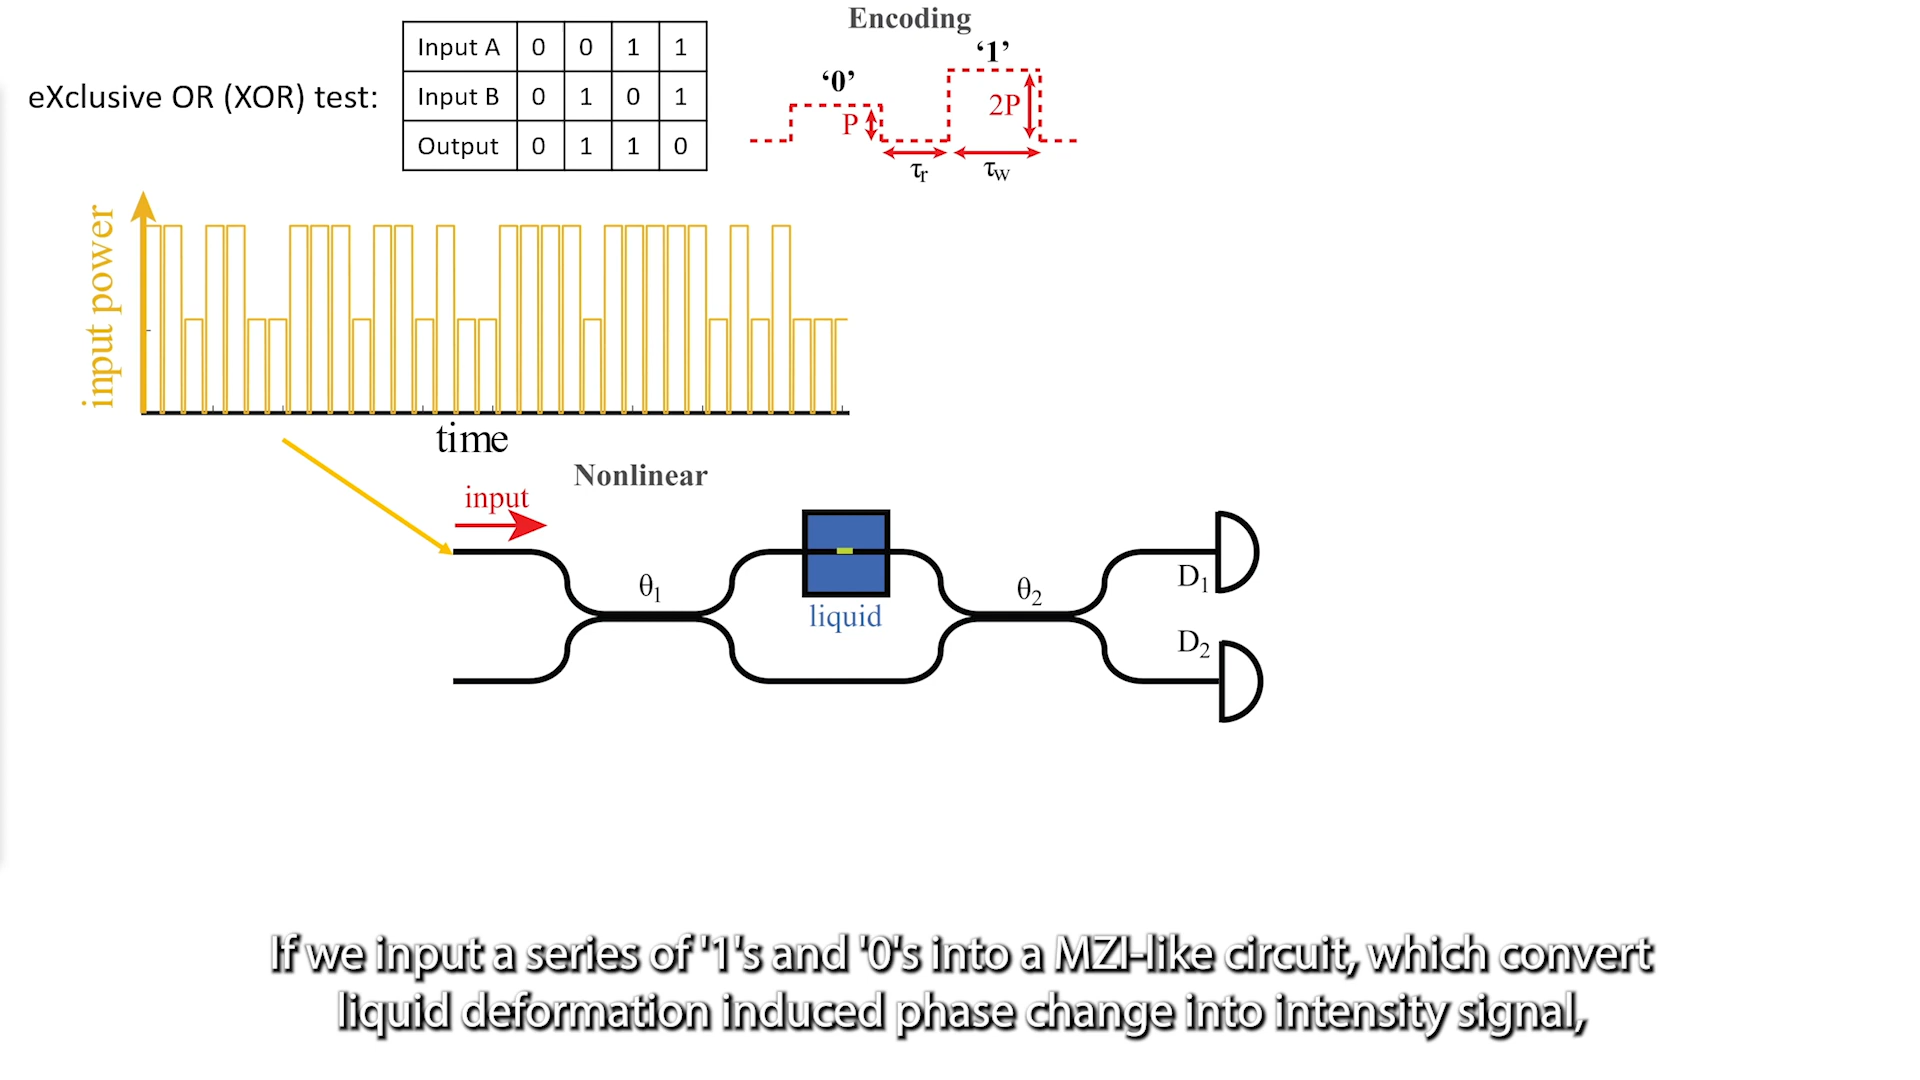 Encoding
eXclusive OR (XOR) test:
Input A 0 0 1 1
Input B 0 1 0 1
Output 0 1 1 0
‘0’
‘1’
P
2P
τr
τw
input power
time
Nonlinear
input
θ1
liquid
θ2
D1
D2
If we input a series of '1's and '0's into a MZI-like circuit, which convert
liquid deformation induced phase change into intensity signal,